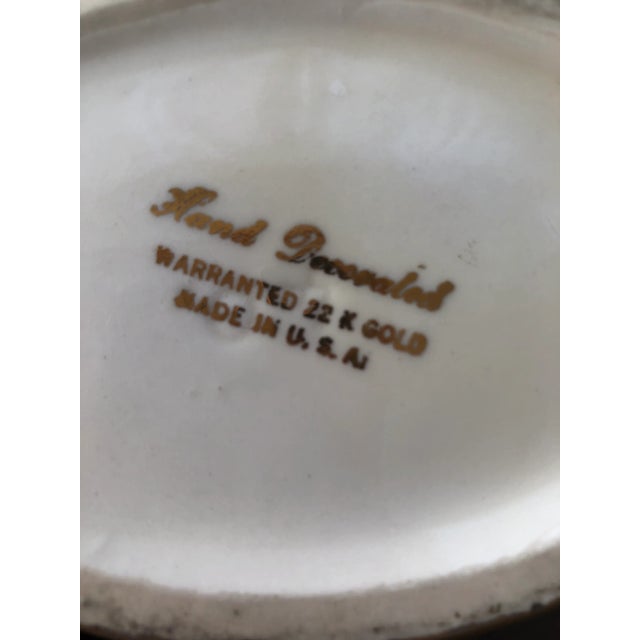 Hand Decorated
WARRANTED 22 K GOLD
MADE IN U. S. A.